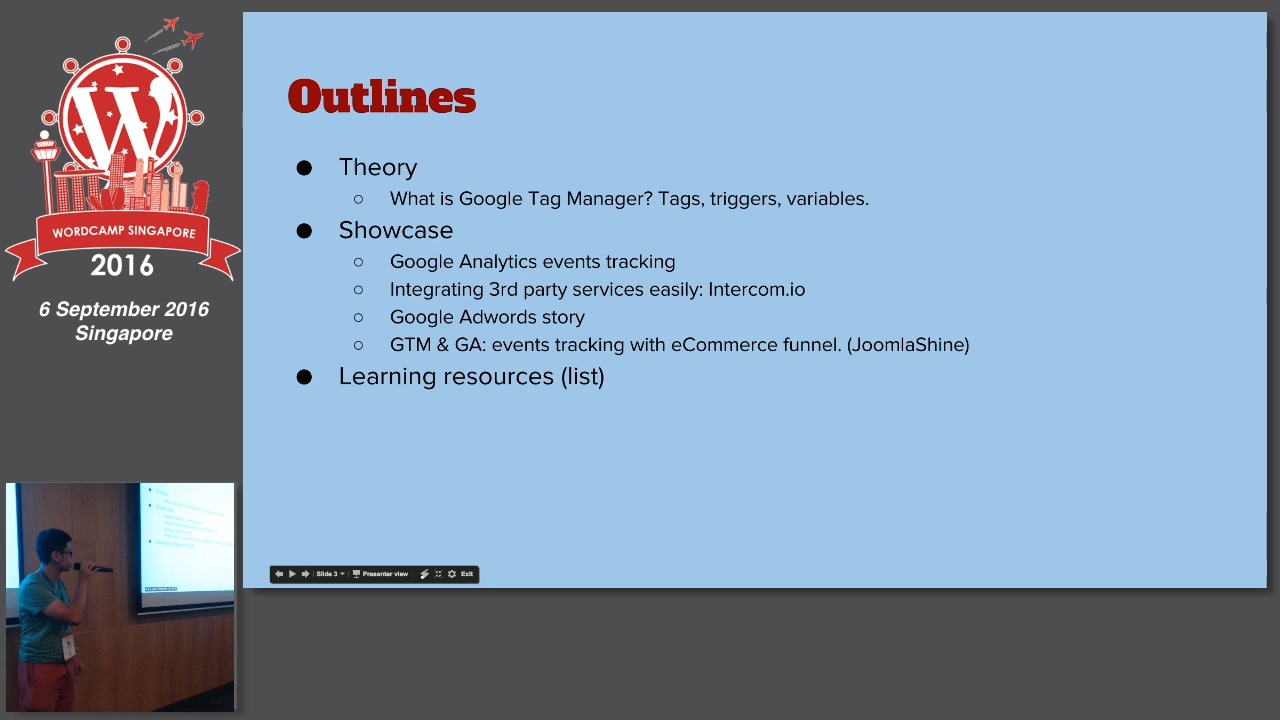 WORDCAMP SINGAPORE
2016
6 September 2016
Singapore
Outlines
● Theory
○ What is Google Tag Manager? Tags, triggers, variables.
● Showcase
○ Google Analytics events tracking
○ Integrating 3rd party services easily: Intercom.io
○ Google Adwords story
○ GTM & GA: events tracking with eCommerce funnel. (JoomlaShine)
● Learning resources (list)
Slide 3
Presenter view
Exit